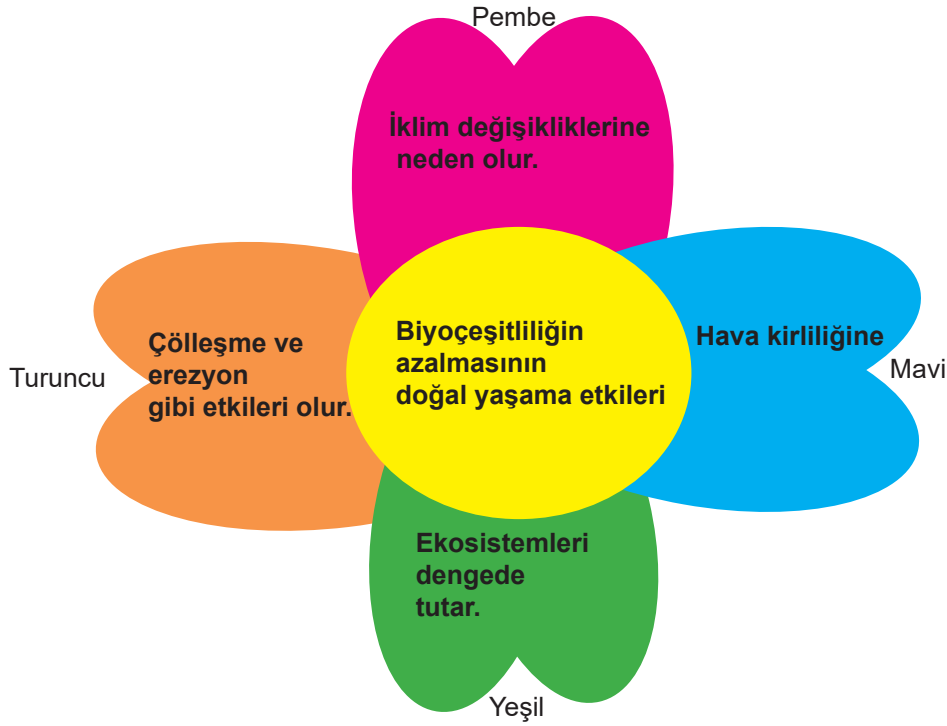 Pembe
İklim değişikliklerine
neden olur.
Turuncu
Çölleşme ve
erezyon
gibi etkileri olur.
Biyoçeşitliliğin
azalmasının
doğal yaşama etkileri
Hava kirliliğine
Mavi
Ekosistemleri
dengede
tutar.
Yeşil